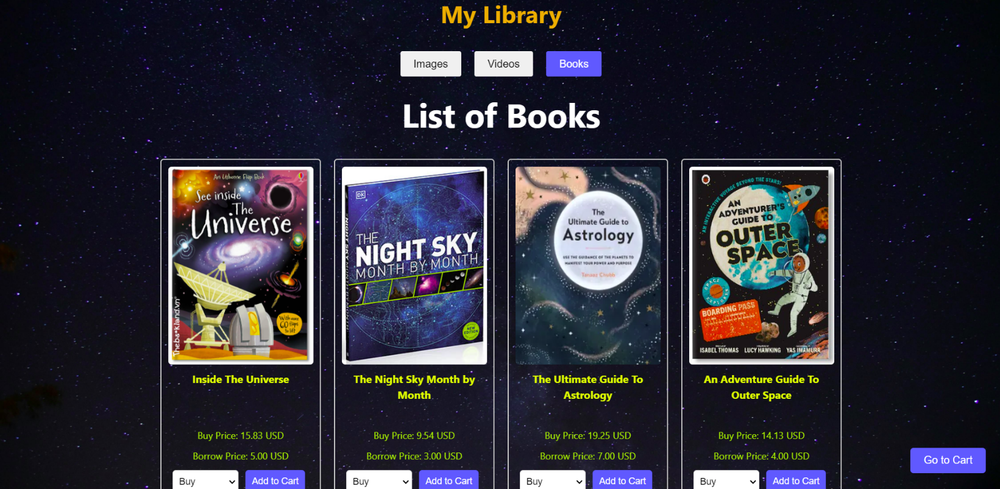 My Library
Images Videos Books
List of Books
An Usborne Flap Book
See inside
The
Universe
With over
60 flaps
to lift
DK
THE
NIGHT SKY
MONTH BY MONTH
NEW
EDITION
The
Ultimate Guide to
Astrology
USE THE GUIDANCE OF THE PLANETS TO
MANIFEST YOUR POWER AND PURPOSE
Tanaaz Chubb
AN INTERACTIVE VOYAGE BEYOND THE STARS!
AN
ADVENTURER'S
GUIDE TO
OUTER
SPACE
SPACE
EXPLORER
BOARDING PASS
ISABEL THOMAS LUCY HAWKING YAS IMAMURA
Inside The Universe
The Night Sky Month by
Month
The Ultimate Guide To
Astrology
An Adventure Guide To
Outer Space
Buy Price: 15.83 USD
Borrow Price: 5.00 USD
Buy Add to Cart
Buy Price: 9.54 USD
Borrow Price: 3.00 USD
Buy Add to Cart
Buy Price: 19.25 USD
Borrow Price: 7.00 USD
Buy Add to Cart
Buy Price: 14.13 USD
Borrow Price: 4.00 USD
Buy Add to Cart
Go to Cart